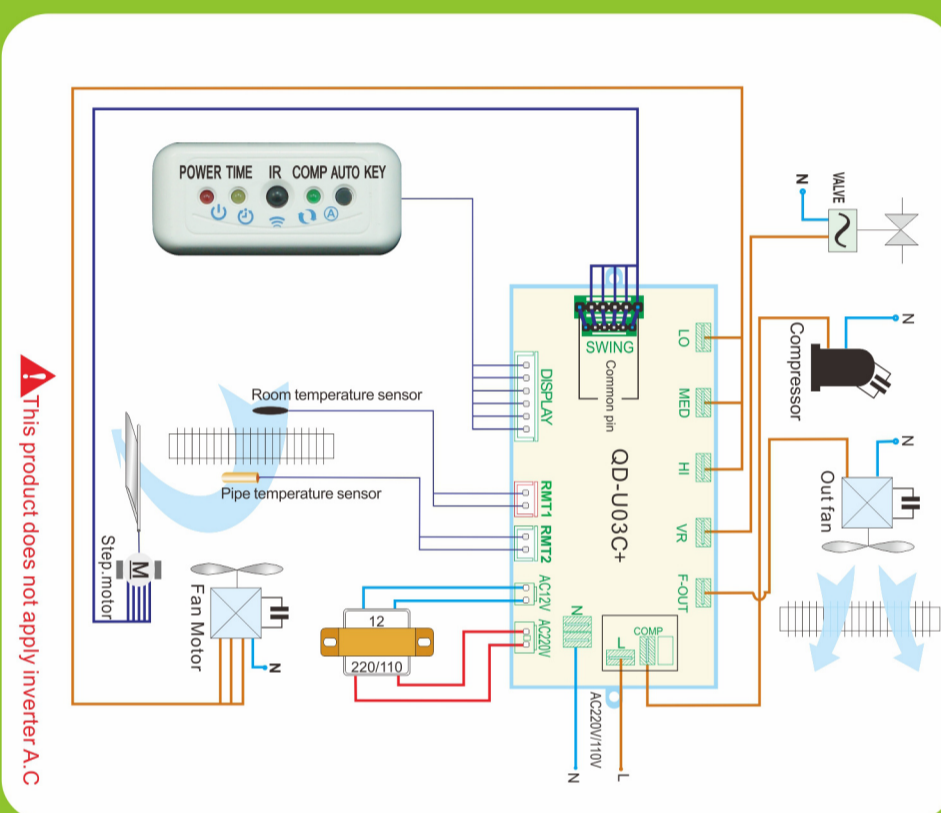 POWER TIME IR COMP AUTO KEY
A
VALVE
N
N
Compressor
N
Out fan
SWING
Common pin
LO
MED
HI
VR
F-OUT
DISPLAY
QD-U03C+
RMT1
RMT2
AC12V
AC220V
N
L
COMP
Room temperature sensor
Pipe temperature sensor
Step.motor
M
Fan Motor
N
12
220/110
AC220V/110V
N
L
This product does not apply inverter A.C